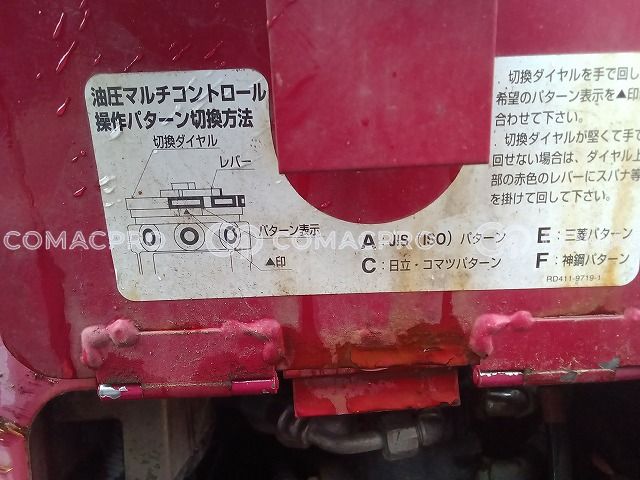 油圧マルチコントロール
操作パターン切換方法
切換ダイヤル
レバー
パターン表示
▲印
切換ダイヤルを手で回し
希望のパターン表示を▲印
合わせて下さい。
切換ダイヤルが堅くて手
回せない場合は、ダイヤル上
部の赤色のレバーにスパナ等
を掛けて回して下さい。
A：JIS（ISO）パターン
E：三菱パターン
C：日立・コマツパターン
F：神鋼パターン
RD411-9719-1
COMACPRO
COMACPRO
COMACPRO